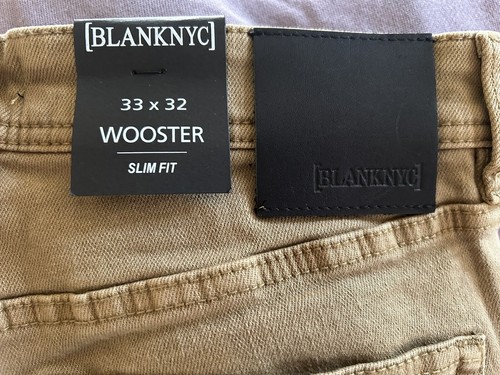 [BLANKNYC]
33 x 32
WOOSTER
SLIM FIT
[BLANKNYC]